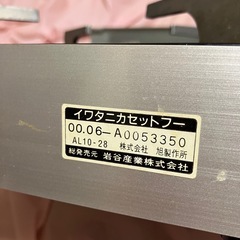 イワタニカセットフー
00.06-A0053350
AL10-28 株式会社 旭製作所
総発売元 岩谷産業株式会社